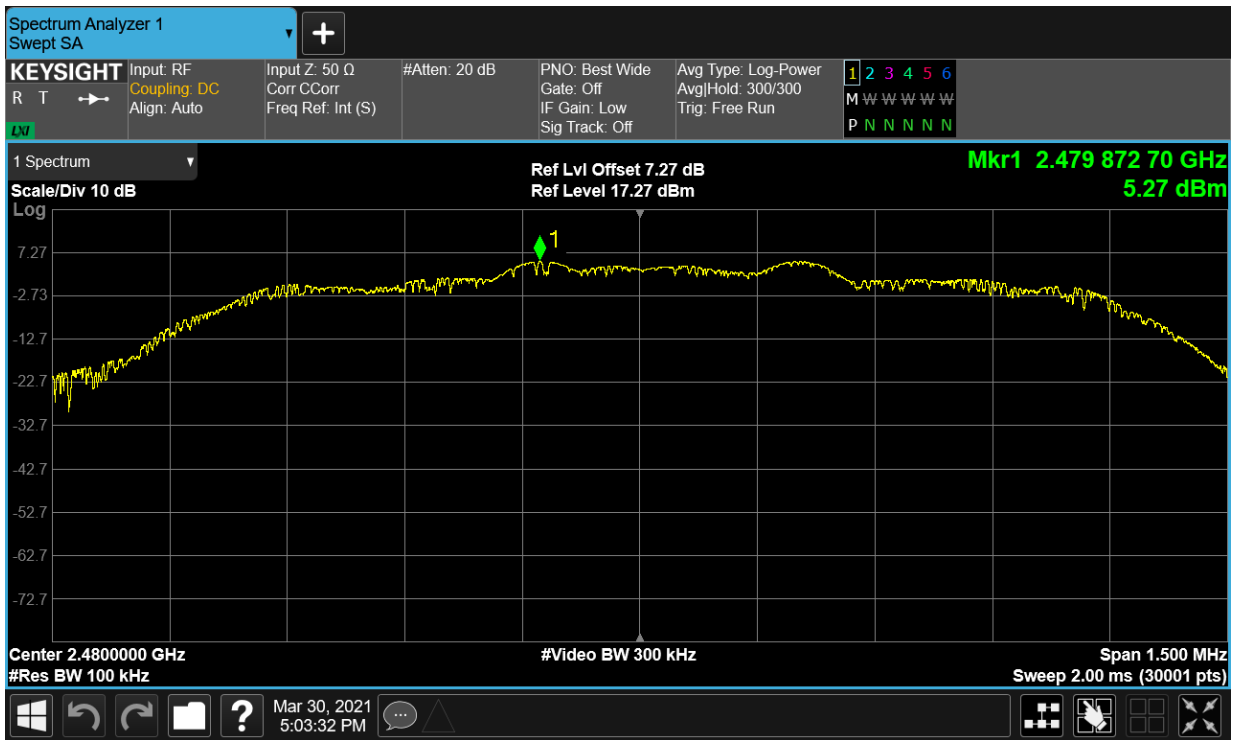 Spectrum Analyzer 1
Swept SA
KEYSIGHT
R T
LXI
Input: RF
Coupling: DC
Align: Auto
Input Z: 50 Ω
Corr CCorr
Freq Ref: Int (S)
#Atten: 20 dB
PNO: Best Wide
Gate: Off
IF Gain: Low
Sig Track: Off
Avg Type: Log-Power
Avg|Hold: 300/300
Trig: Free Run
1 2 3 4 5 6
M W W W W W
P N N N N N
1 Spectrum
Scale/Div 10 dB
Log
Ref Lvl Offset 7.27 dB
Ref Level 17.27 dBm
Mkr1 2.479 872 70 GHz
5.27 dBm
1
7.27
-2.73
-12.7
-22.7
-32.7
-42.7
-52.7
-62.7
-72.7
Center 2.4800000 GHz
#Res BW 100 kHz
#Video BW 300 kHz
Span 1.500 MHz
Sweep 2.00 ms (30001 pts)
?
Mar 30, 2021
5:03:32 PM